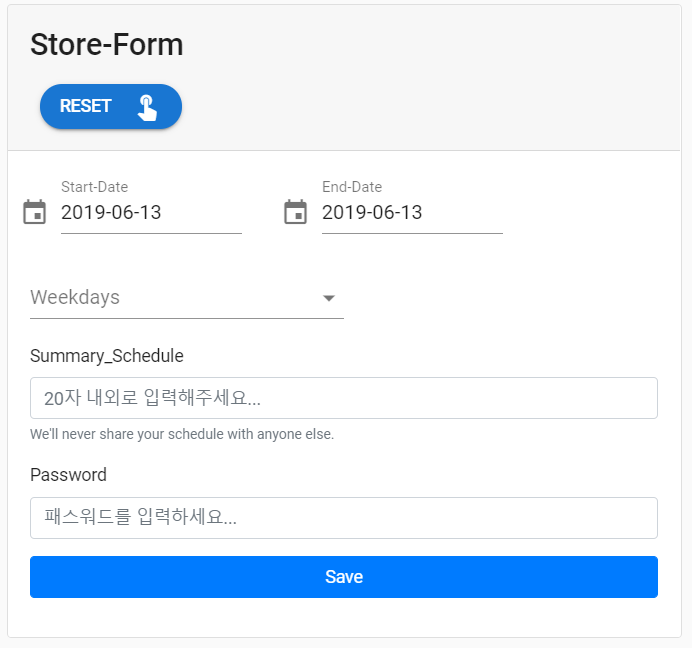 Store-Form
RESET
Start-Date
2019-06-13
End-Date
2019-06-13
Weekdays
Summary_Schedule
20자 내외로 입력해주세요...
We'll never share your schedule with anyone else.
Password
패스워드를 입력하세요...
Save